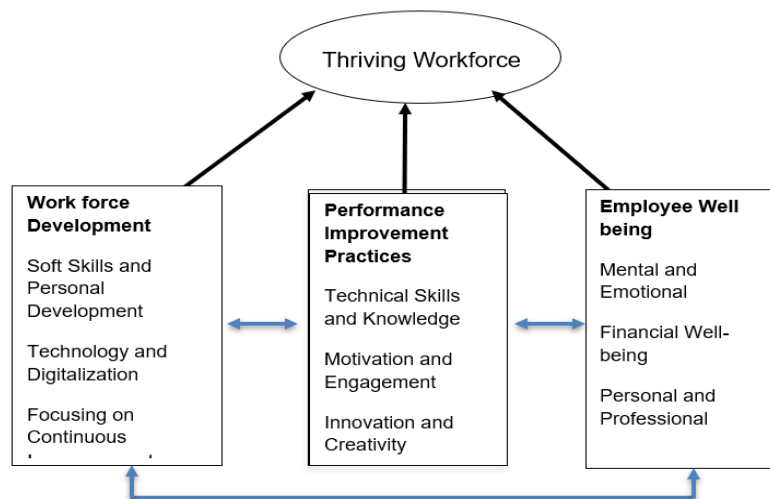 Thriving Workforce
Work force
Development
Soft Skills and
Personal
Development
Technology and
Digitalization
Focusing on
Continuous
Performance
Improvement
Practices
Technical Skills
and Knowledge
Motivation and
Engagement
Innovation and
Creativity
Employee Well
being
Mental and
Emotional
Financial Well-
being
Personal and
Professional